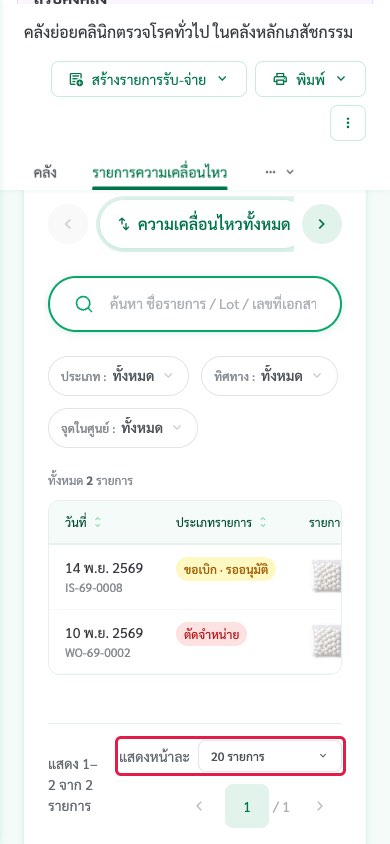 คลังย่อยคลินิกตรวจโรคทั่วไป ในคลังหลักเภสัชกรรม
สร้างรายการรับ-จ่าย
พิมพ์
คลัง
รายการความเคลื่อนไหว
ความเคลื่อนไหวทั้งหมด
ค้นหา ชื่อรายการ / Lot / เลขที่เอกสา
ประเภท : ทั้งหมด
ทิศทาง : ทั้งหมด
จุดในศูนย์ : ทั้งหมด
ทั้งหมด 2 รายการ
วันที่ ประเภทรายการ รายกา
14 พ.ย. 2569 ขอเบิก · รออนุมัติ
IS-69-0008
10 พ.ย. 2569 ตัดจำหน่าย
WO-69-0002
แสดงหน้าละ 20 รายการ
แสดง 1–
2 จาก 2
รายการ
1 / 1